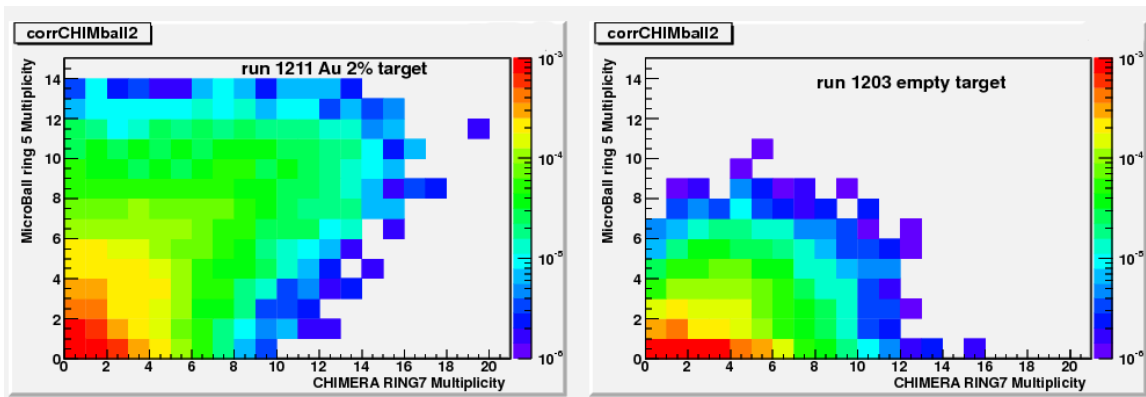 corrCHIMball2
run 1211 Au 2% target
MicroBall ring 5 Multiplicity
14
12
10
8
6
4
2
0
0 2 4 6 8 10 12 14 16 18 20
CHIMERA RING7 Multiplicity
10-3
10-4
10-5
10-6
corrCHIMball2
run 1203 empty target
MicroBall ring 5 Multiplicity
14
12
10
8
6
4
2
0
0 2 4 6 8 10 12 14 16 18 20
CHIMERA RING7 Multiplicity
10-3
10-4
10-5
10-6